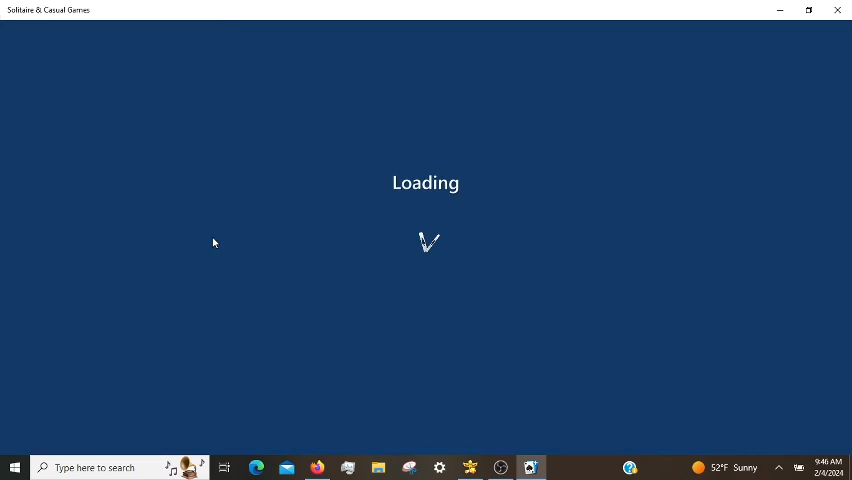 Solitaire & Casual Games
Loading
Type here to search
52°F Sunny
9:46 AM
2/4/2024